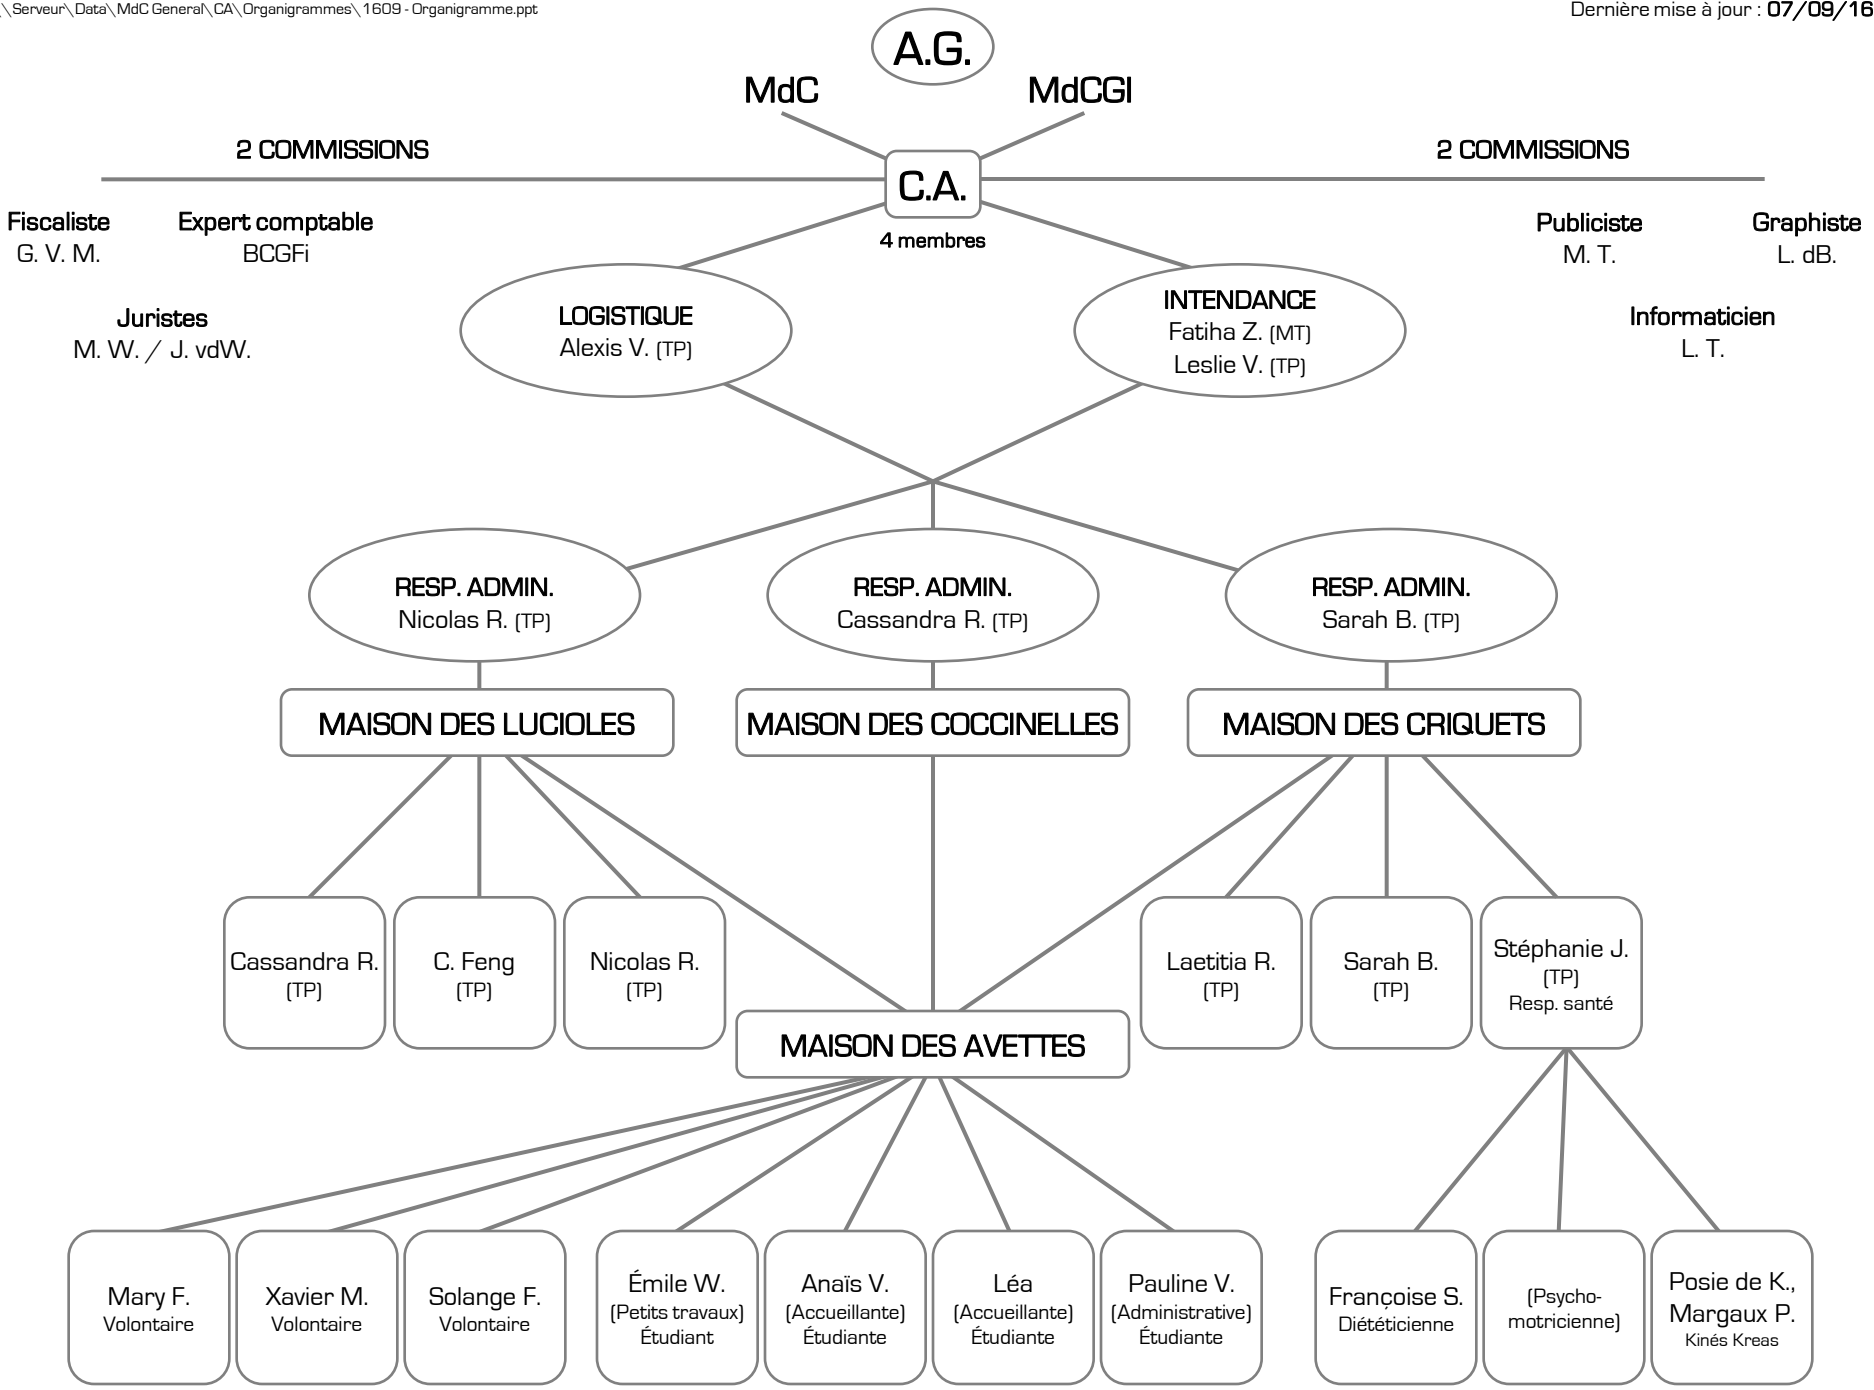 \Serveur\Data\MdC General\CA\Organigrammes\1609 - Organigramme.ppt
Dernière mise à jour : 07/09/16
A.G.
MdC
MdCGI
2 COMMISSIONS
C.A.
2 COMMISSIONS
4 membres
Fiscaliste
G. V. M.
Expert comptable
BCGFi
Juristes
M. W. / J. vdW.
Publiciste
M. T.
Graphiste
L. dB.
Informaticien
L. T.
LOGISTIQUE
Alexis V. (TP)
INTENDANCE
Fatiha Z. (MT)
Leslie V. (TP)
RESP. ADMIN.
Nicolas R. (TP)
RESP. ADMIN.
Cassandra R. (TP)
RESP. ADMIN.
Sarah B. (TP)
MAISON DES LUCIOLES
MAISON DES COCCINELLES
MAISON DES CRIQUETS
Cassandra R.
(TP)
C. Feng
(TP)
Nicolas R.
(TP)
Laetitia R.
(TP)
Sarah B.
(TP)
Stéphanie J.
(TP)
Resp. santé
MAISON DES AVETTES
Mary F.
Volontaire
Xavier M.
Volontaire
Solange F.
Volontaire
Émile W.
(Petits travaux)
Étudiant
Anaïs V.
(Accueillante)
Étudiante
Léa
(Accueillante)
Étudiante
Pauline V.
(Administrative)
Étudiante
Françoise S.
Diététicienne
(Psycho-
motricienne)
Posie de K.,
Margaux P.
Kinés Kreas